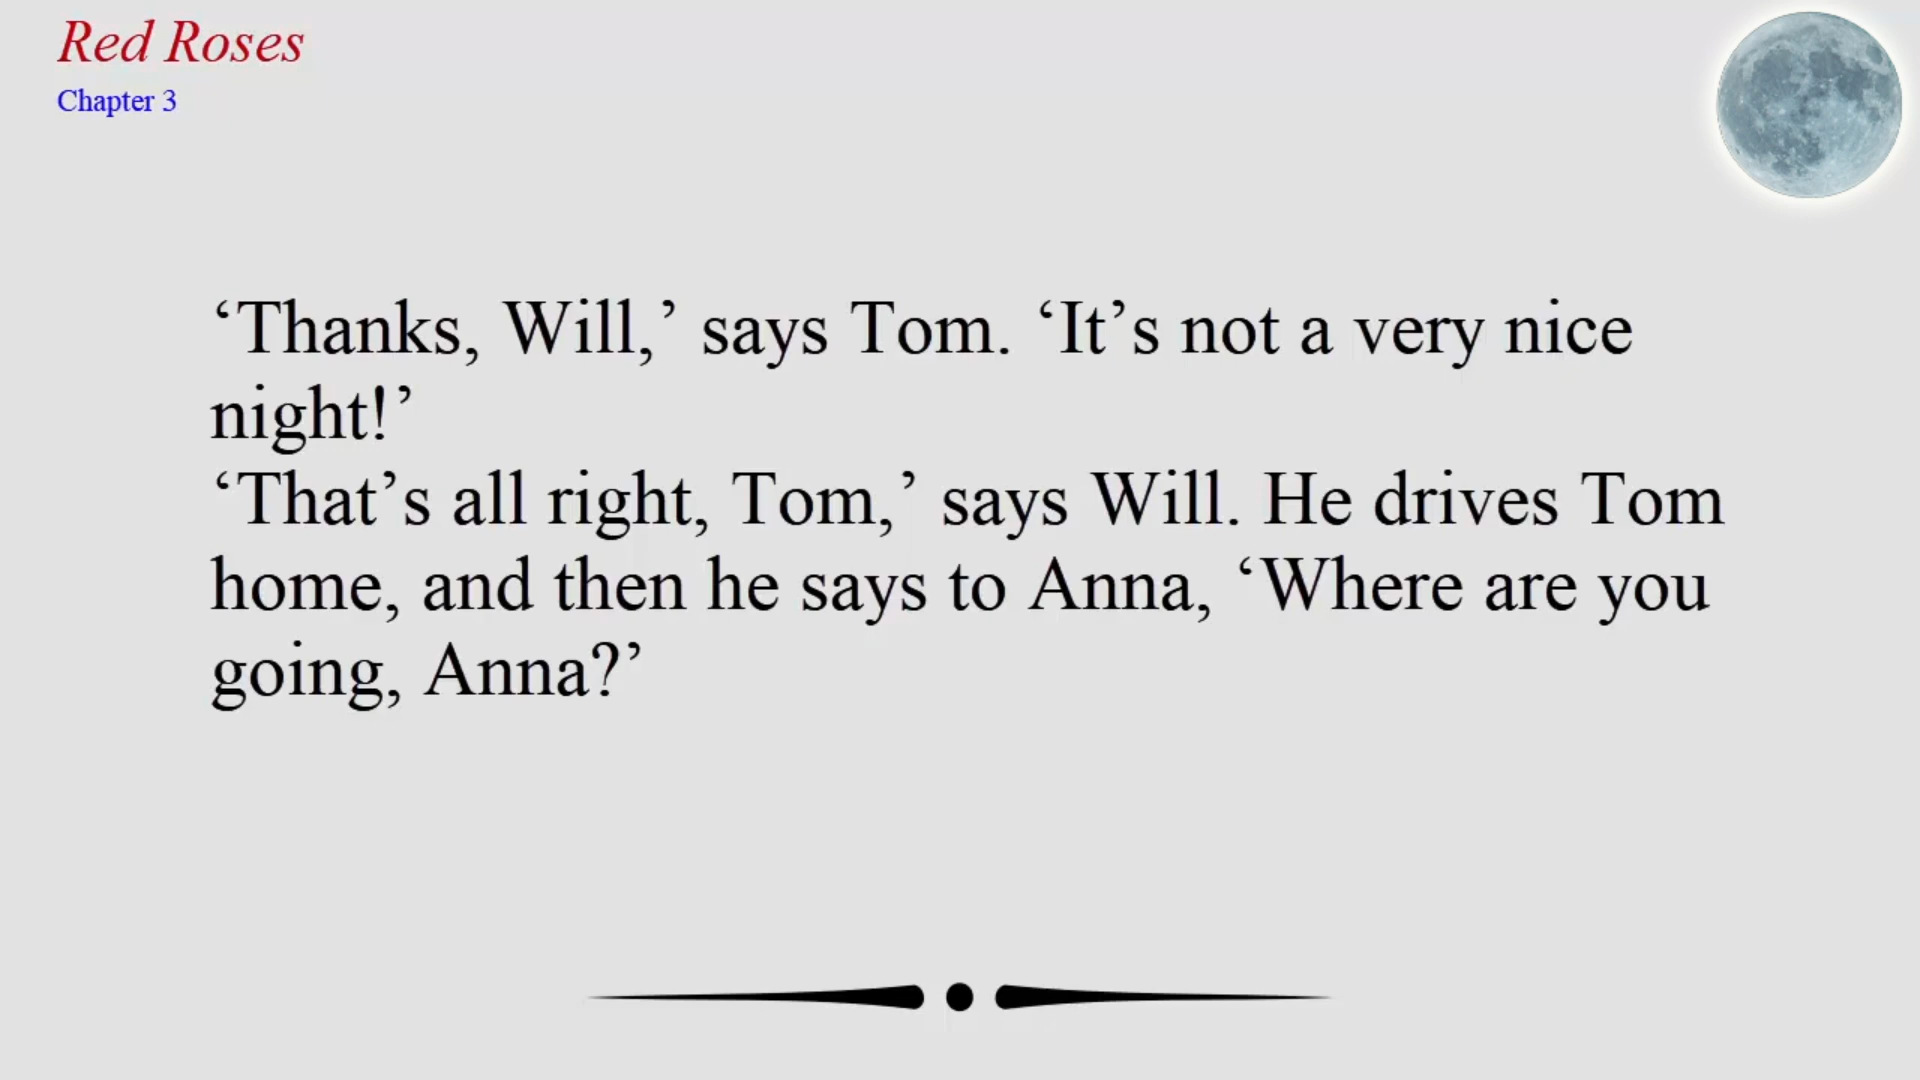 Red Roses
Chapter 3
‘Thanks, Will,’ says Tom. ‘It’s not a very nice
night!’
‘That’s all right, Tom,’ says Will. He drives Tom
home, and then he says to Anna, ‘Where are you
going, Anna?’